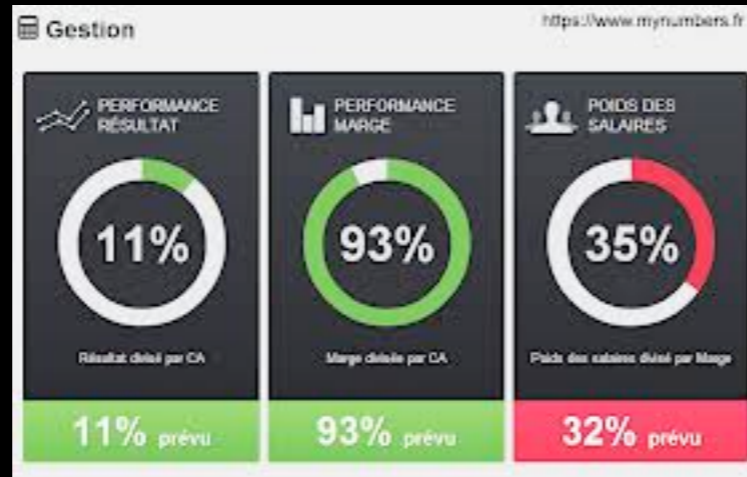 Gestion
https://www.mynumbers.fr
PERFORMANCE
RÉSULTAT
11%
Résultat divisé par CA
11% prévu
PERFORMANCE
MARGE
93%
Marge divisée par CA
93% prévu
POIDS DES
SALAIRES
35%
Poids des salaires divisé par Marge
32% prévu